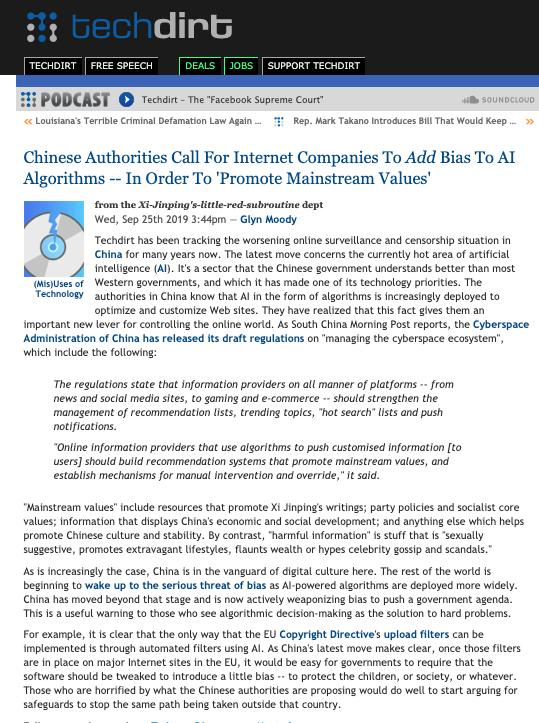 techdirt
TECHDIRT FREE SPEECH DEALS JOBS SUPPORT TECHDIRT
PODCAST Techdirt - The "Facebook Supreme Court" SOUNDCLOUD
« Louisiana's Terrible Criminal Defamation Law Again ... Rep. Mark Takano Introduces Bill That Would Keep ... »
Chinese Authorities Call For Internet Companies To Add Bias To AI
Algorithms -- In Order To 'Promote Mainstream Values'
from the Xi-Jinping's-little-red-subroutine dept
Wed, Sep 25th 2019 3:44pm — Glyn Moody
(Mis)Uses of
Technology
Techdirt has been tracking the worsening online surveillance and censorship situation in
China for many years now. The latest move concerns the currently hot area of artificial
intelligence (AI). It's a sector that the Chinese government understands better than most
Western governments, and which it has made one of its technology priorities. The
authorities in China know that AI in the form of algorithms is increasingly deployed to
optimize and customize Web sites. They have realized that this fact gives them an
important new lever for controlling the online world. As South China Morning Post reports, the Cyberspace
Administration of China has released its draft regulations on "managing the cyberspace ecosystem",
which include the following:
The regulations state that information providers on all manner of platforms -- from
news and social media sites, to gaming and e-commerce -- should strengthen the
management of recommendation lists, trending topics, "hot search" lists and push
notifications.
"Online information providers that use algorithms to push customised information [to
users] should build recommendation systems that promote mainstream values, and
establish mechanisms for manual intervention and override," it said.
"Mainstream values" include resources that promote Xi Jinping's writings; party policies and socialist core
values; information that displays China's economic and social development; and anything else which helps
promote Chinese culture and stability. By contrast, "harmful information" is stuff that is "sexually
suggestive, promotes extravagant lifestyles, flaunts wealth or hypes celebrity gossip and scandals."
As is increasingly the case, China is in the vanguard of digital culture here. The rest of the world is
beginning to wake up to the serious threat of bias as AI-powered algorithms are deployed more widely.
China has moved beyond that stage and is now actively weaponizing bias to push a government agenda.
This is a useful warning to those who see algorithmic decision-making as the solution to hard problems.
For example, it is clear that the only way that the EU Copyright Directive's upload filters can be
implemented is through automated filters using AI. As China's latest move makes clear, once those filters
are in place on major Internet sites in the EU, it would be easy for governments to require that the
software should be tweaked to introduce a little bias -- to protect the children, or society, or whatever.
Those who are horrified by what the Chinese authorities are proposing would do well to start arguing for
safeguards to stop the same path being taken outside that country.